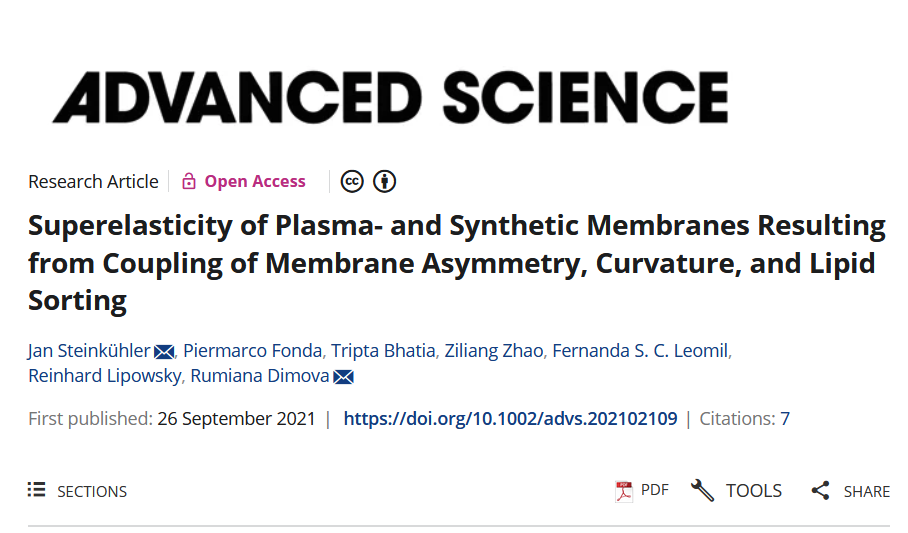 ADVANCED SCIENCE
Research Article | Open Access | cc
Superelasticity of Plasma- and Synthetic Membranes Resulting
from Coupling of Membrane Asymmetry, Curvature, and Lipid
Sorting
Jan Steinkühler, Piermarco Fonda, Tripta Bhatia, Ziliang Zhao, Fernanda S. C. Leomil,
Reinhard Lipowsky, Rumiana Dimova
First published: 26 September 2021 | https://doi.org/10.1002/advs.202102109 | Citations: 7
SECTIONS PDF TOOLS SHARE